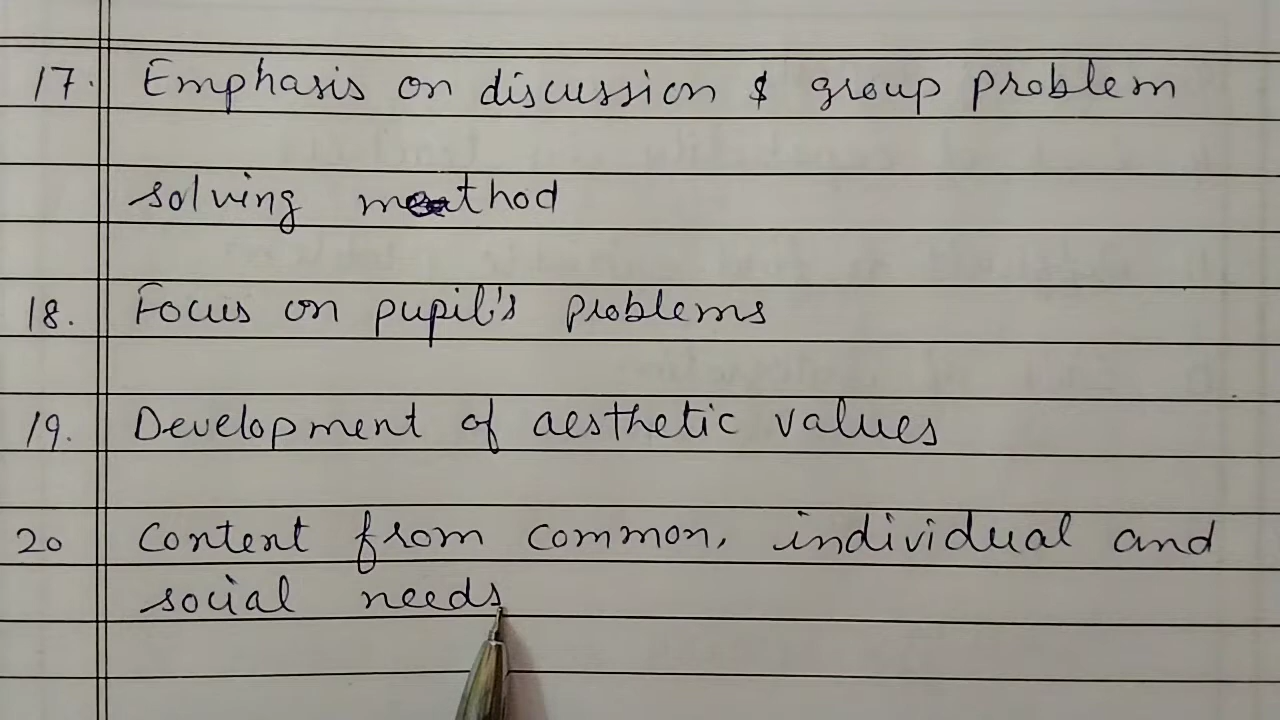 17. Emphasis on discussion & group problem
solving method
18. Focus on pupil's problems
19. Development of aesthetic values
20 Content from common, individual and
social needs